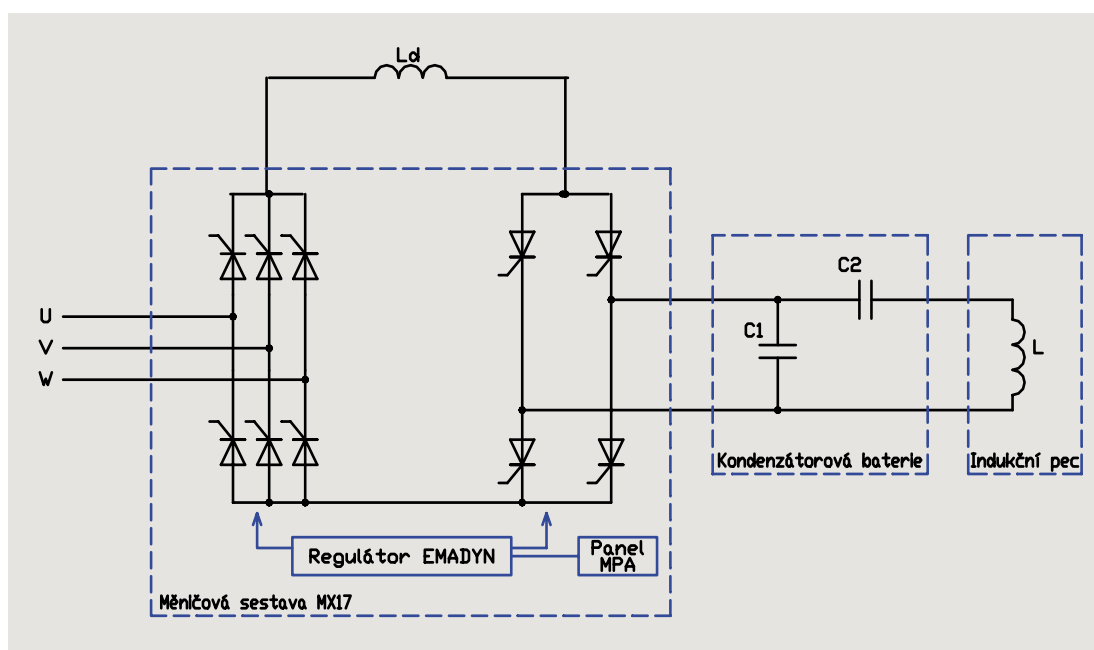 Ld
U
V
W
C2
C1
L
Kondenzátorová baterie
Indukční pec
Regulátor EMADYN
Panel
MPA
Měničová sestava MX17